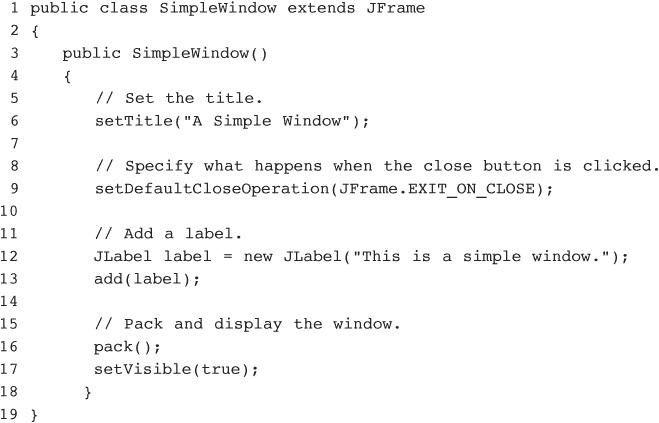 1 public class SimpleWindow extends JFrame
2 {
3    public SimpleWindow()
4    {
5       // Set the title.
6       setTitle("A Simple Window");
7
8       // Specify what happens when the close button is clicked.
9       setDefaultCloseOperation(JFrame.EXIT_ON_CLOSE);
10
11       // Add a label.
12       JLabel label = new JLabel("This is a simple window.");
13       add(label);
14
15       // Pack and display the window.
16       pack();
17       setVisible(true);
18      }
19 }